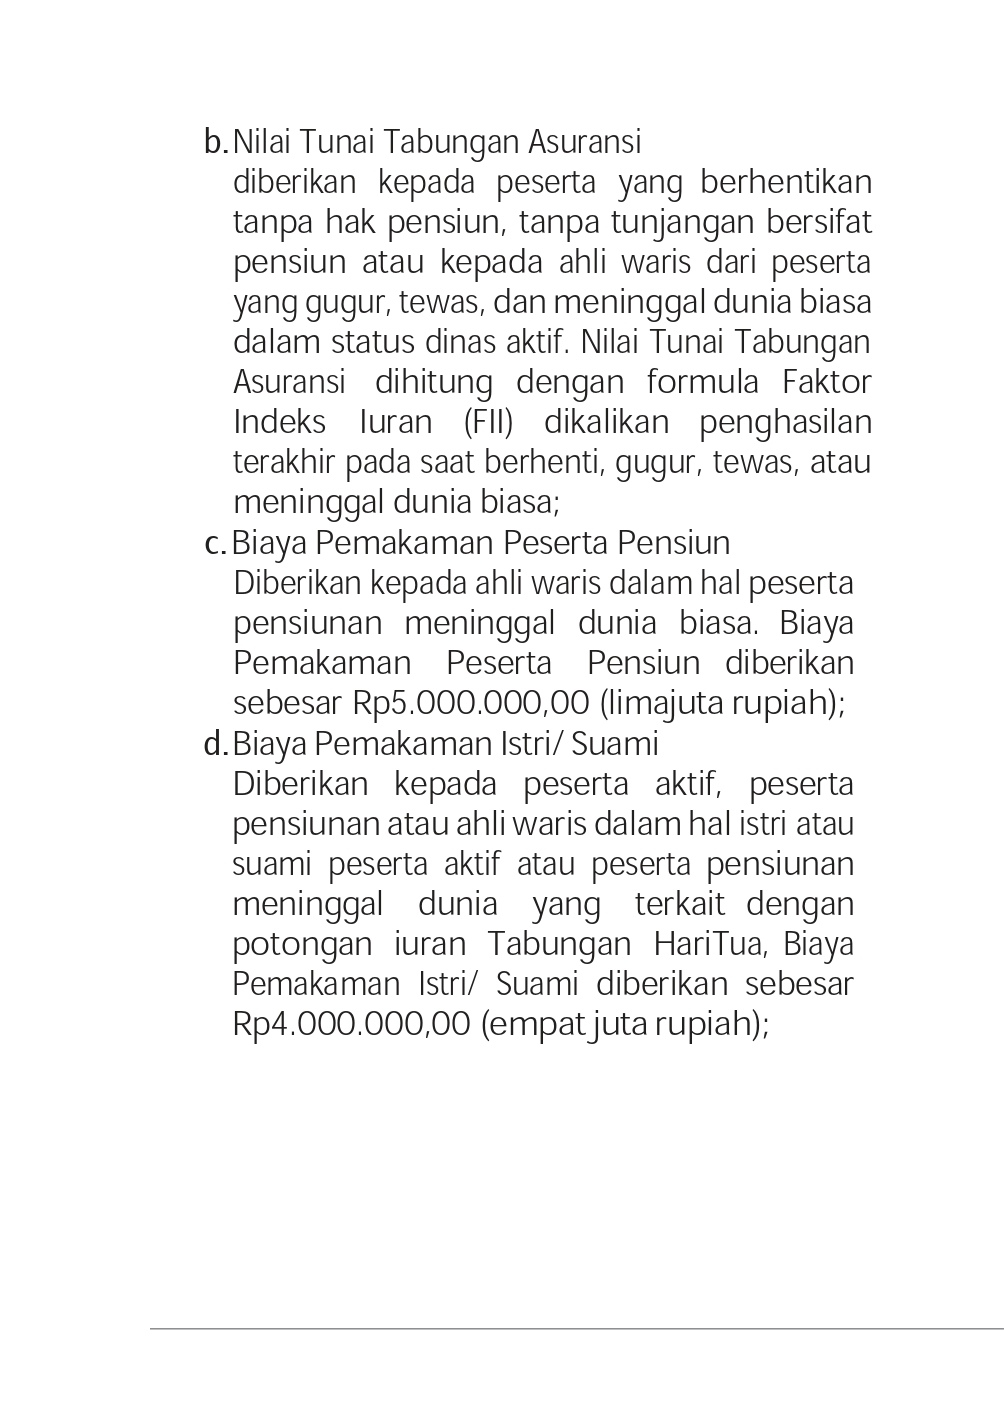 b.Nilai Tunai Tabungan Asuransi
diberikan kepada peserta yang berhentikan
tanpa hak pensiun, tanpa tunjangan bersifat
pensiun atau kepada ahli waris dari peserta
yang gugur, tewas, dan meninggal dunia biasa
dalam status dinas aktif. Nilai Tunai Tabungan
Asuransi dihitung dengan formula Faktor
Indeks Iuran (FII) dikalikan penghasilan
terakhir pada saat berhenti, gugur, tewas, atau
meninggal dunia biasa;
c.Biaya Pemakaman Peserta Pensiun
Diberikan kepada ahli waris dalam hal peserta
pensiunan meninggal dunia biasa. Biaya
Pemakaman Peserta Pensiun diberikan
sebesar Rp5.000.000,00 (limajuta rupiah);
d.Biaya Pemakaman Istri/ Suami
Diberikan kepada peserta aktif, peserta
pensiunan atau ahli waris dalam hal istri atau
suami peserta aktif atau peserta pensiunan
meninggal dunia yang terkait dengan
potongan iuran Tabungan HariTua, Biaya
Pemakaman Istri/ Suami diberikan sebesar
Rp4.000.000,00 (empat juta rupiah);